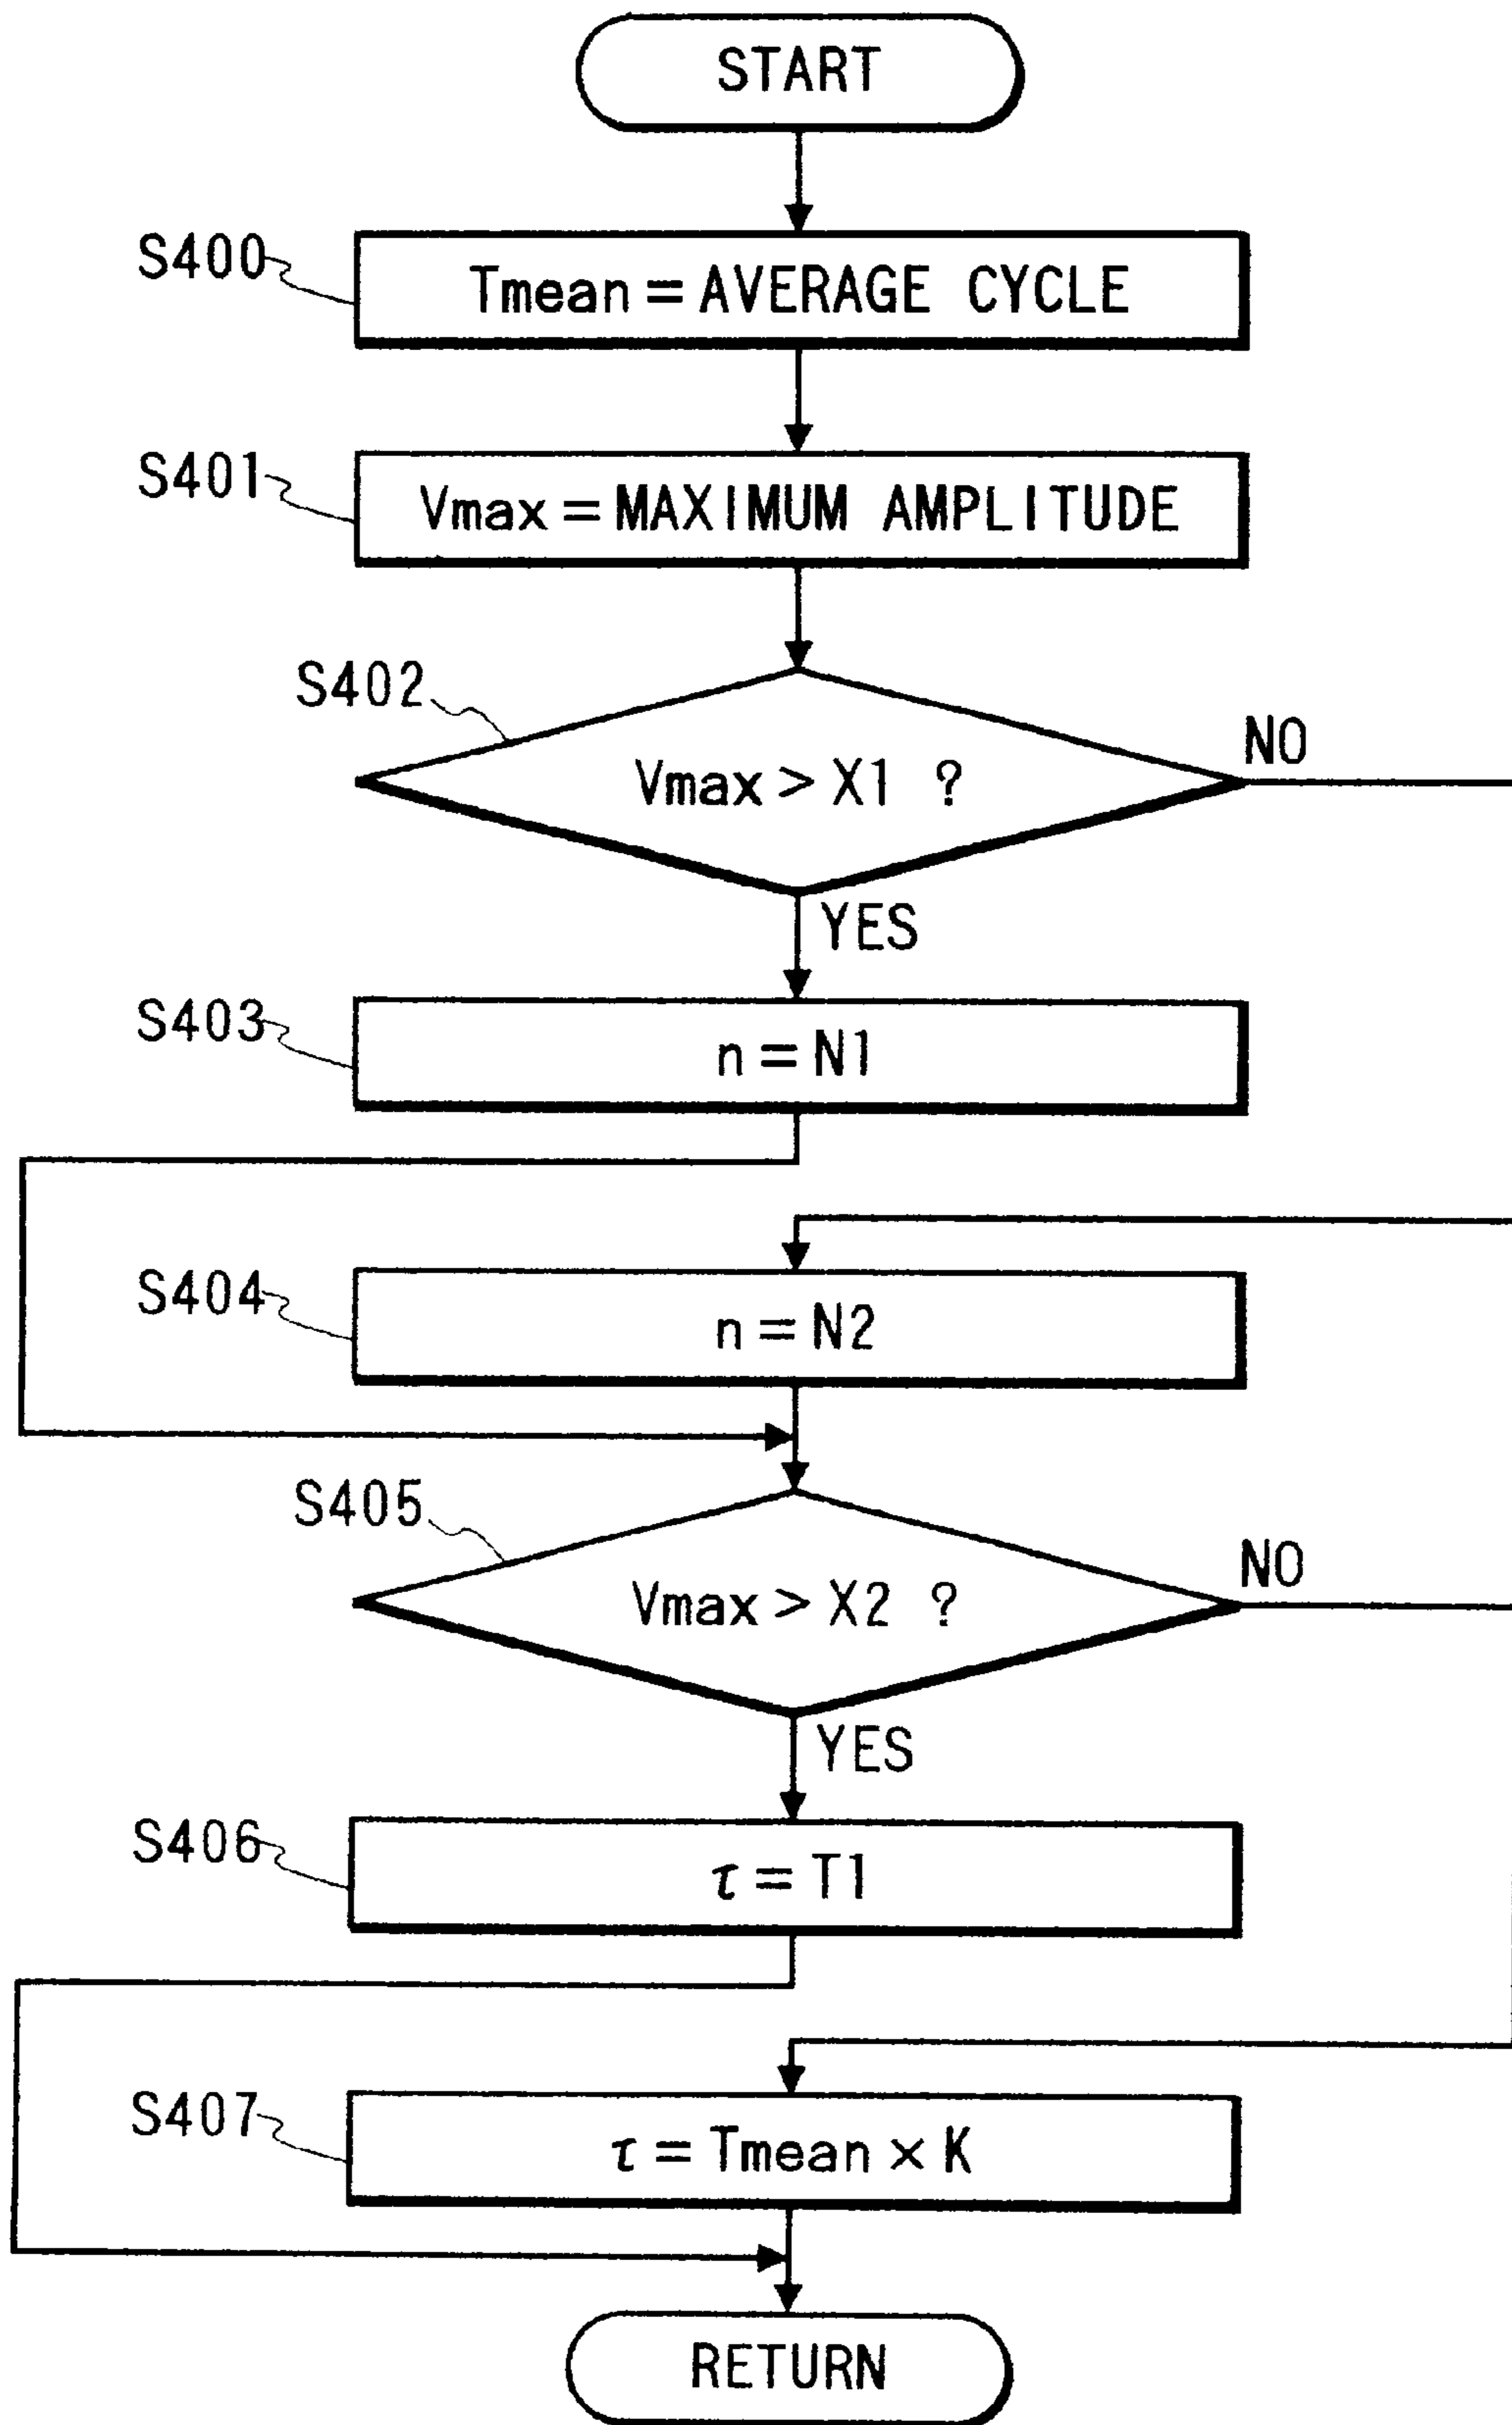 START
S400
Tmean = AVERAGE CYCLE
S401
Vmax = MAXIMUM AMPLITUDE
S402
Vmax > X1 ?
NO
YES
S403
n = N1
S404
n = N2
S405
Vmax > X2 ?
NO
YES
S406
τ = T1
S407
τ = Tmean × K
RETURN